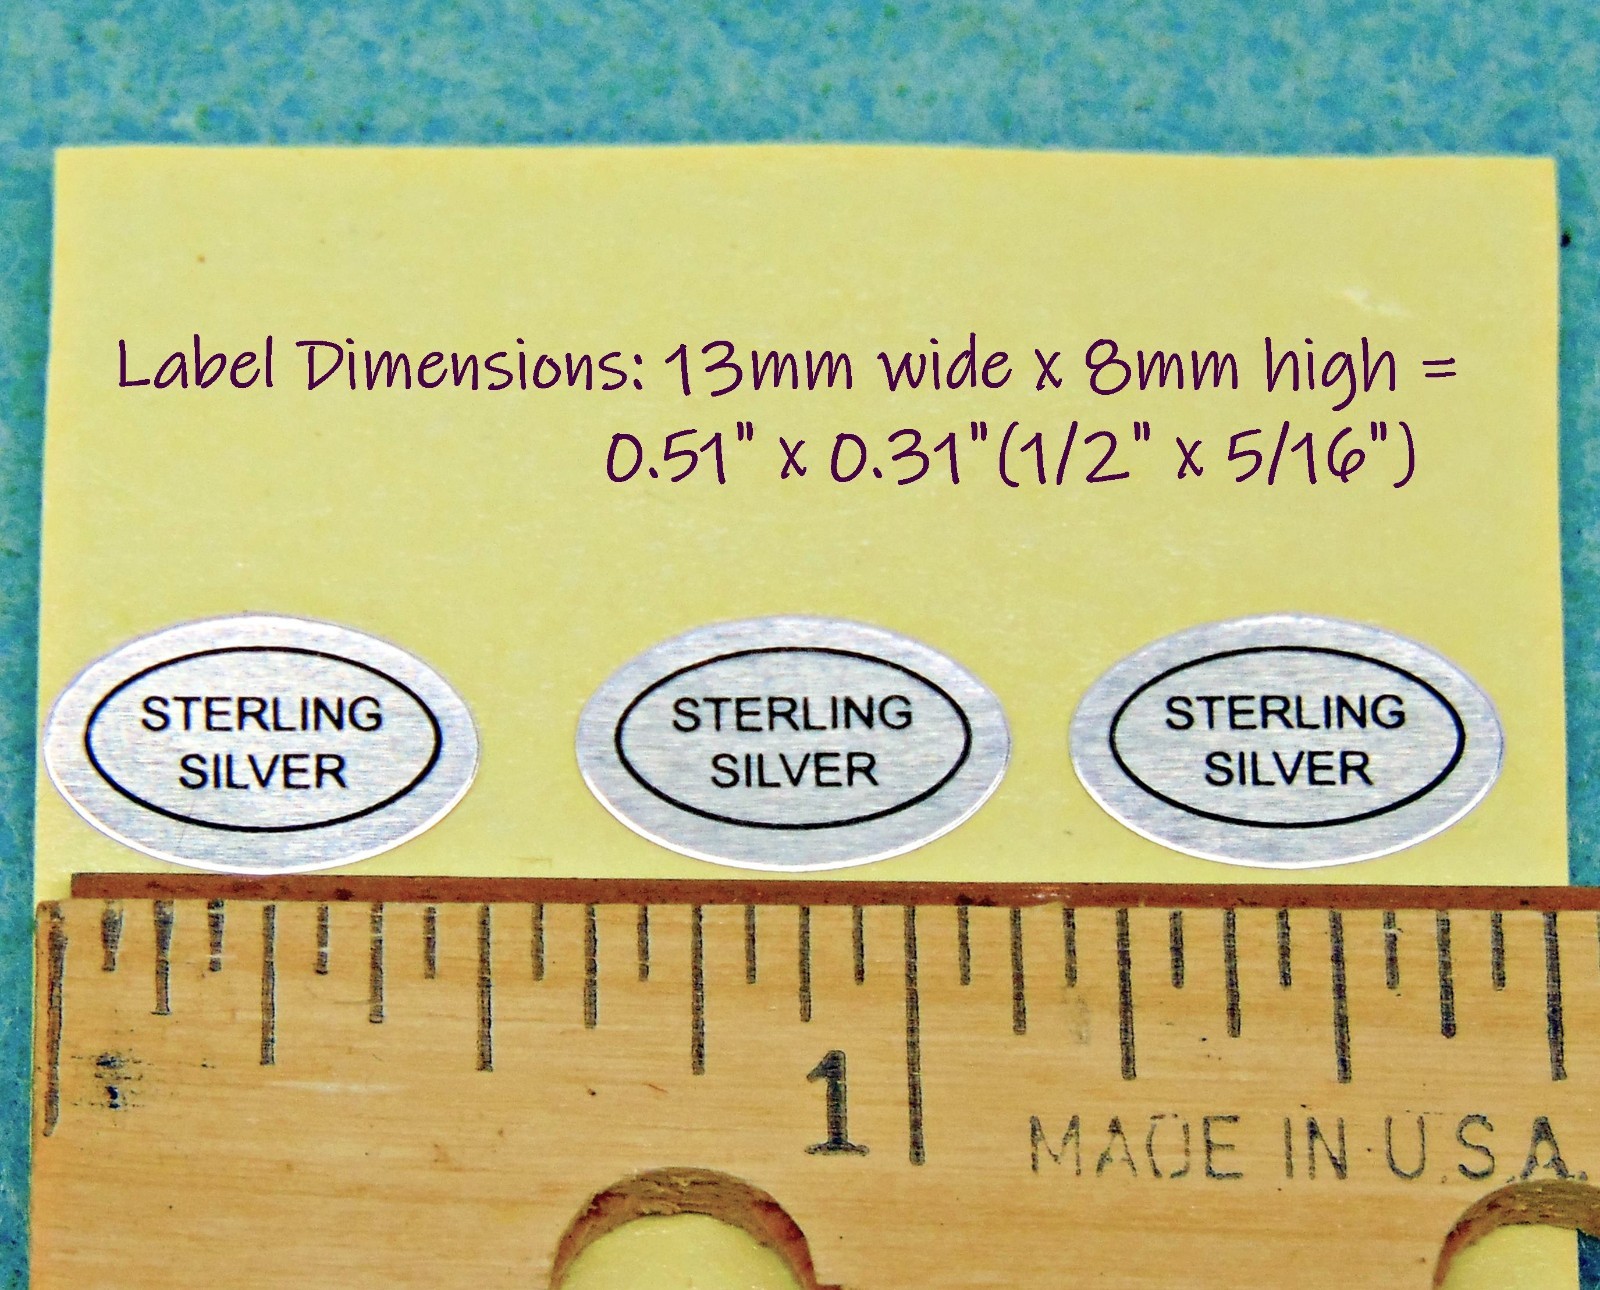 Label Dimensions: 13mm wide x 8mm high =
0.51" x 0.31"(1/2" x 5/16")
STERLING
SILVER
STERLING
SILVER
STERLING
SILVER
1
MADE IN U.S.A.